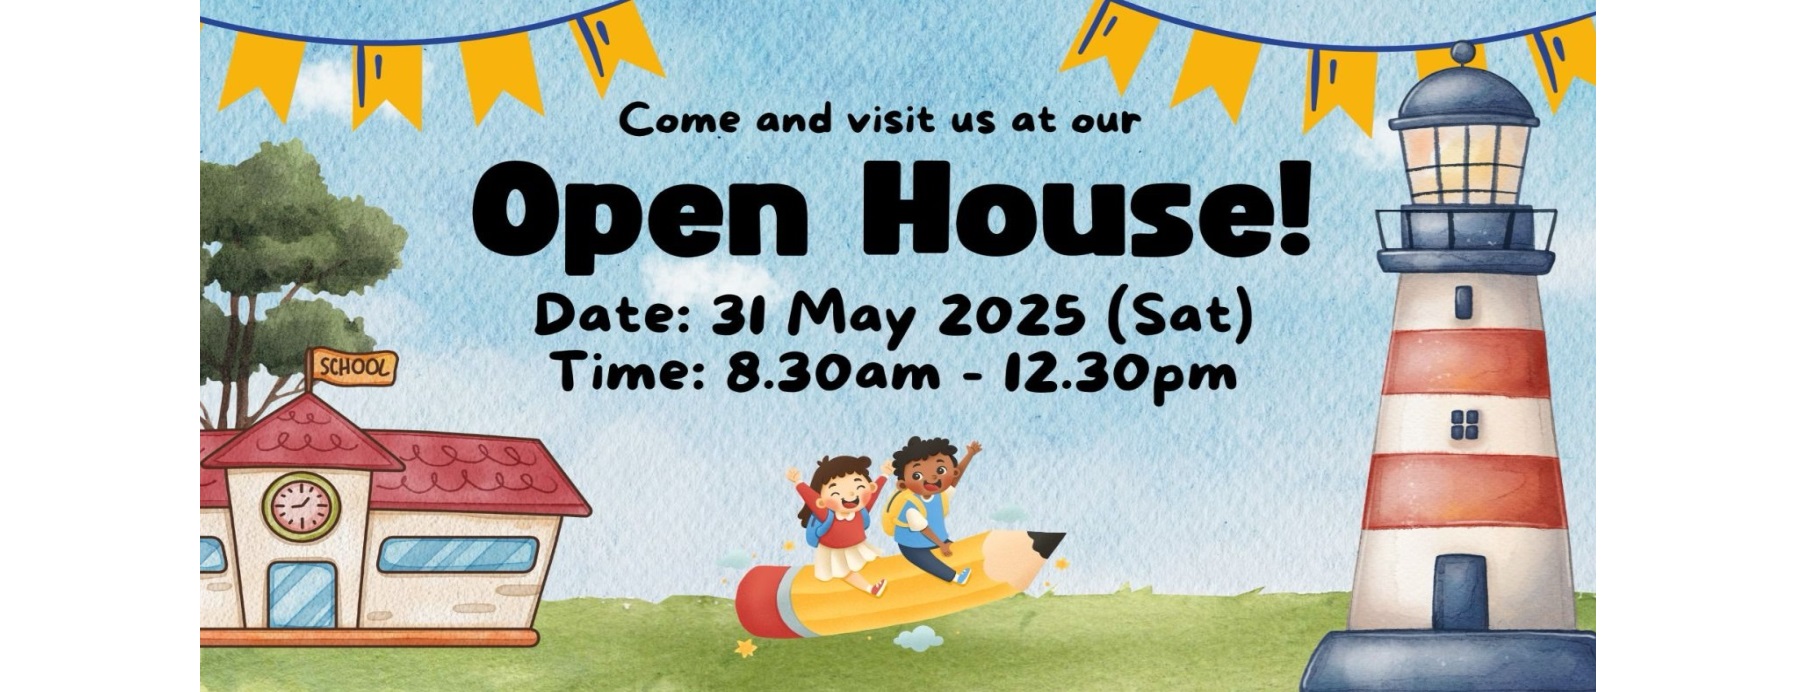 Come and visit us at our
Open House!
Date: 31 May 2025 (Sat)
Time: 8.30am - 12.30pm
SCHOOL